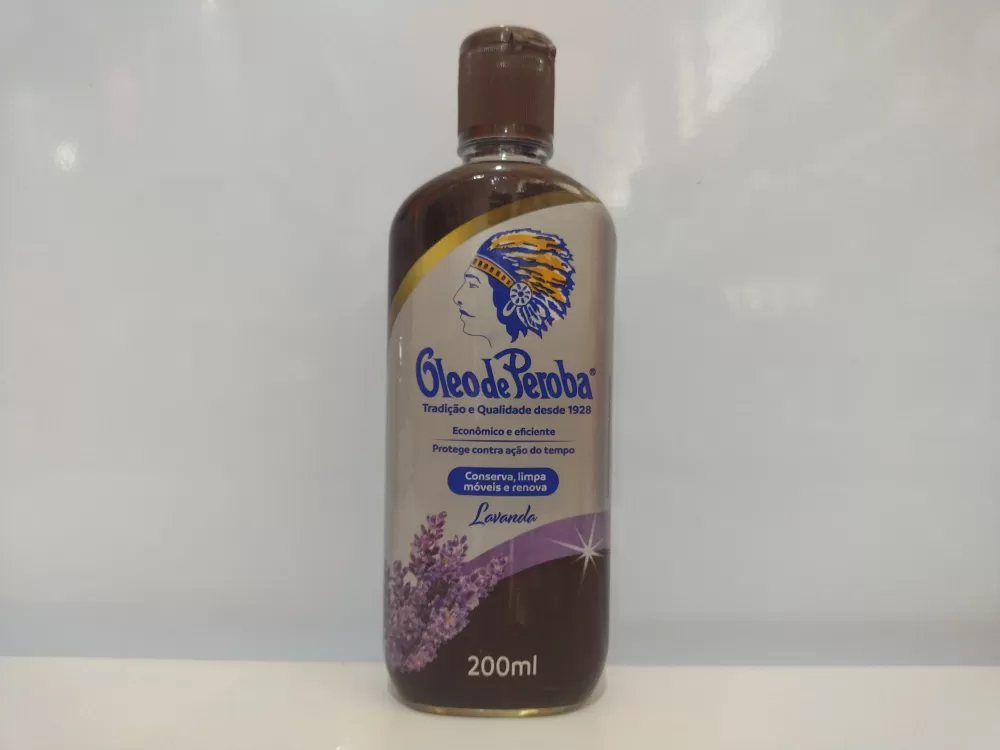 Óleo de Peroba®
Tradição e Qualidade desde 1928
Econômico e eficiente
Protege contra ação do tempo
Conserva, limpa
móveis e renova
Lavanda
200ml